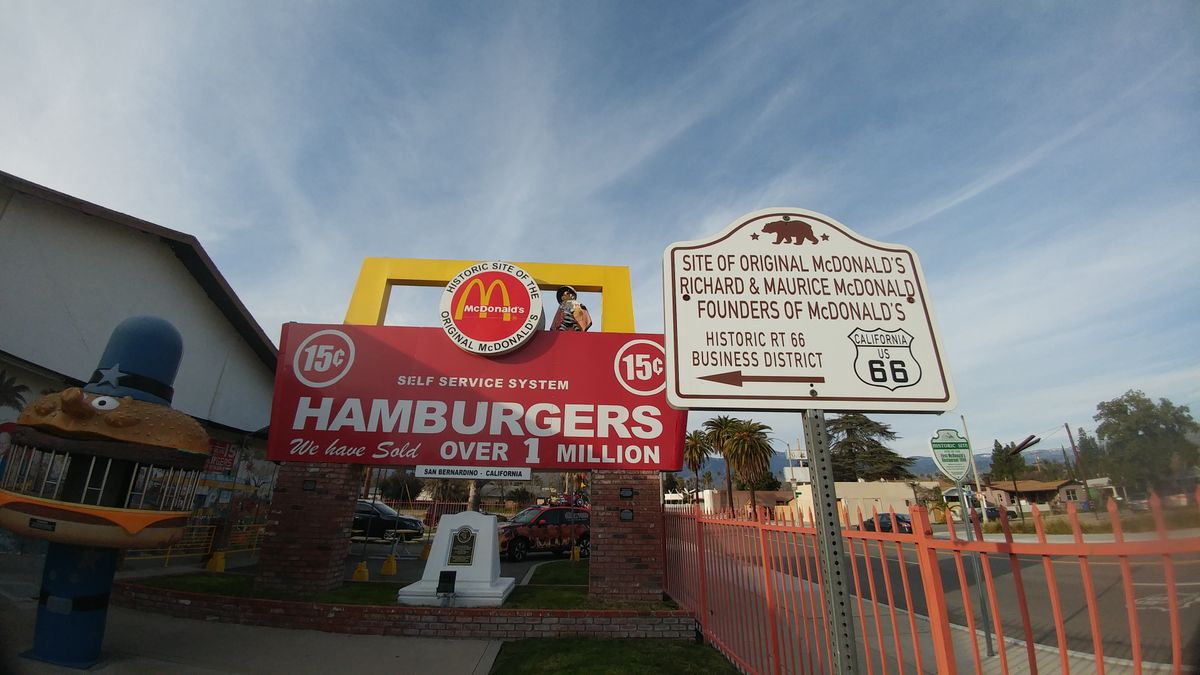 HISTORIC SITE OF THE
McDonald's
ORIGINAL McDONALD'S
15¢
15¢
SELF SERVICE SYSTEM
HAMBURGERS
We have Sold OVER 1 MILLION
SAN BERNARDINO - CALIFORNIA
SITE OF ORIGINAL McDONALD'S
RICHARD & MAURICE McDONALD
FOUNDERS OF McDONALD'S
HISTORIC RT 66
BUSINESS DISTRICT
CALIFORNIA
US
66
HISTORIC SITE